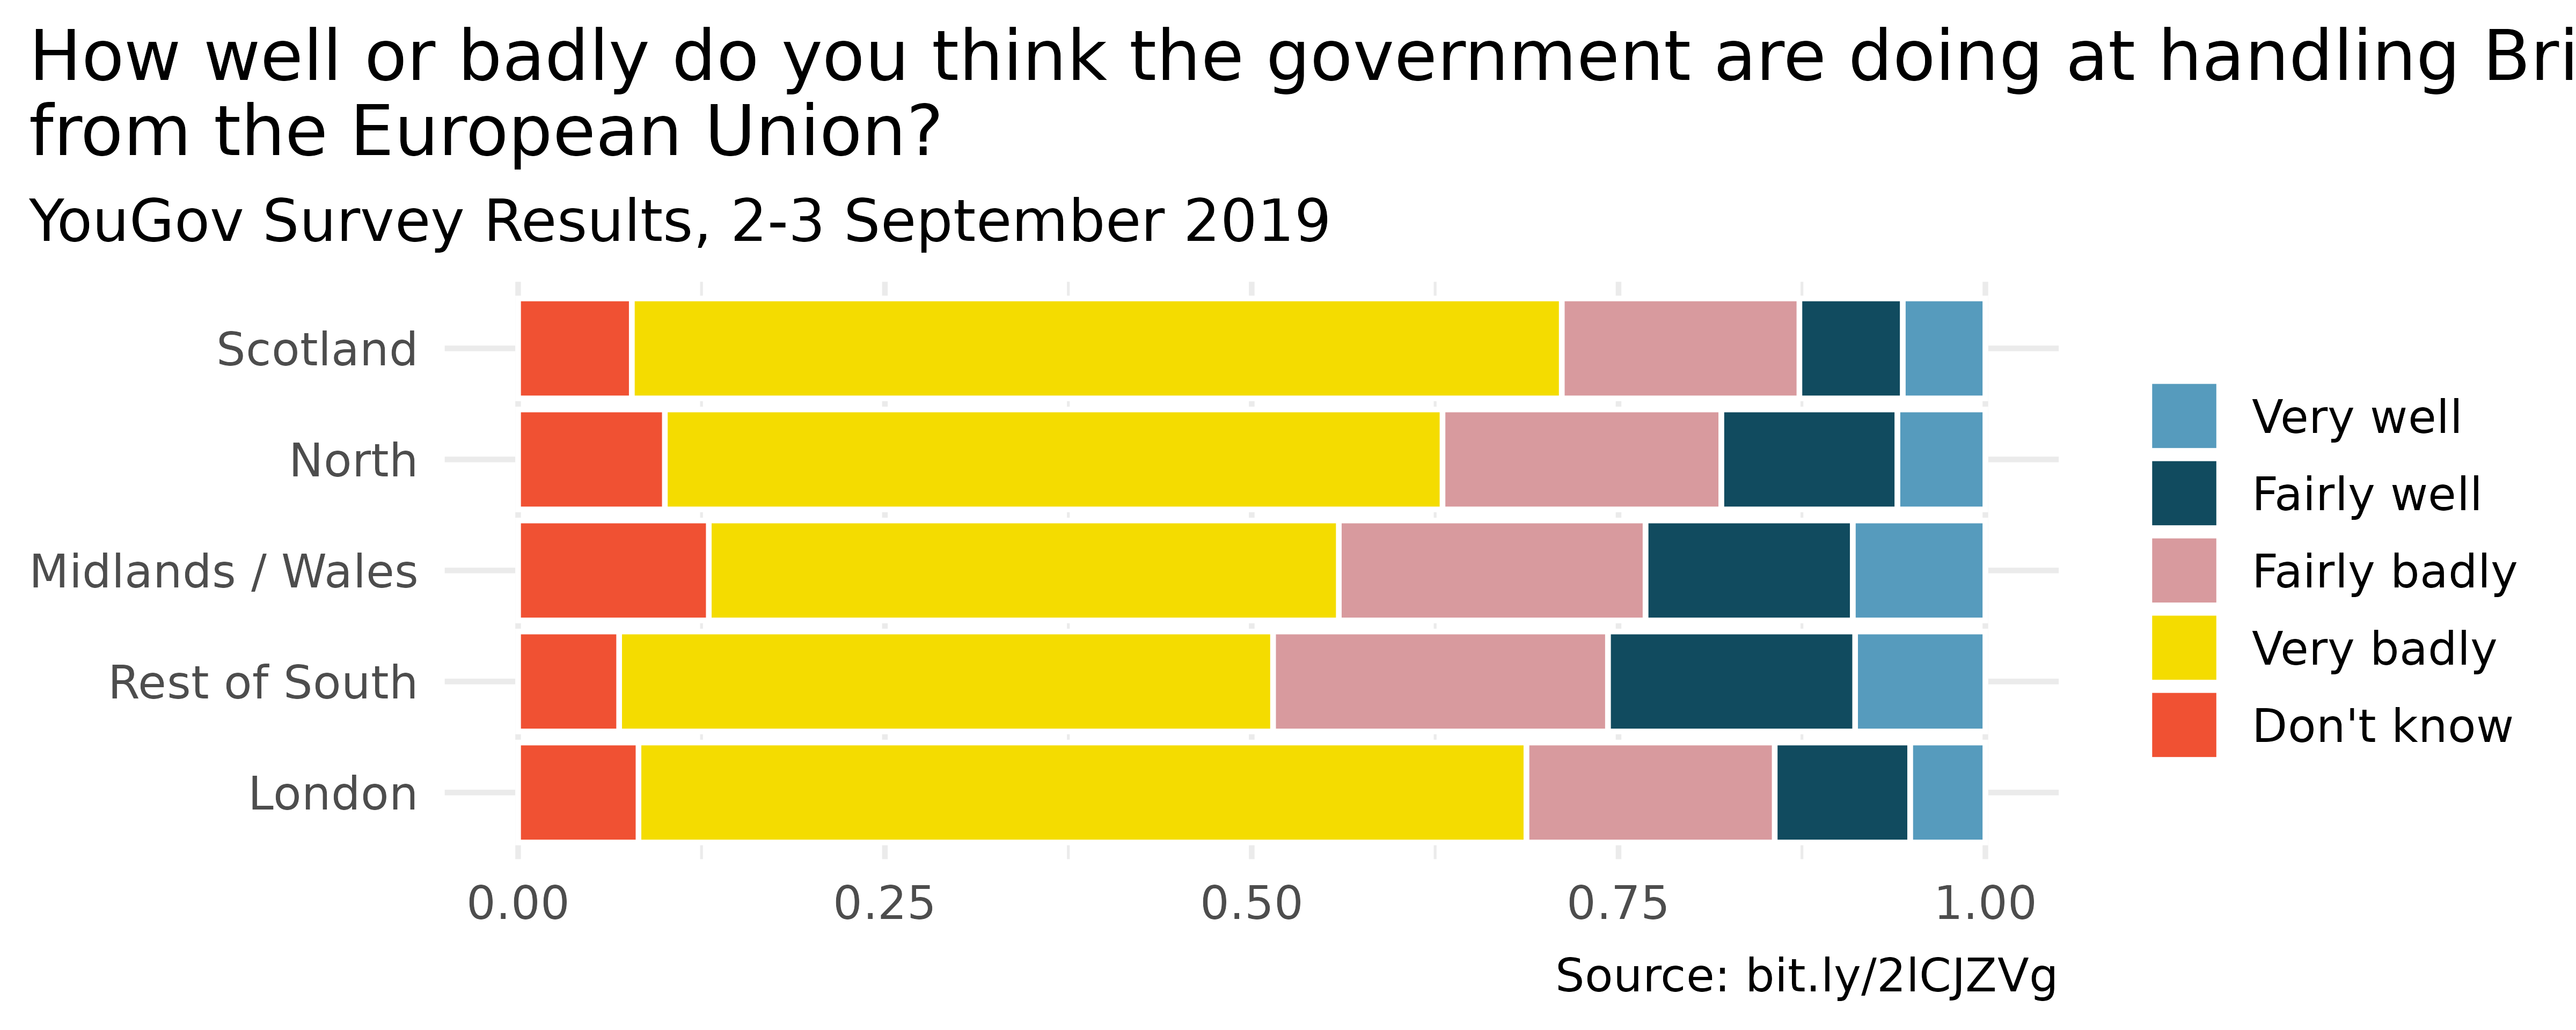 How well or badly do you think the government are doing at handling Bri
from the European Union?
YouGov Survey Results, 2-3 September 2019
Scotland
North
Midlands / Wales
Rest of South
London
0.00 0.25 0.50 0.75 1.00
Very well
Fairly well
Fairly badly
Very badly
Don't know
Source: bit.ly/2lCJZVg